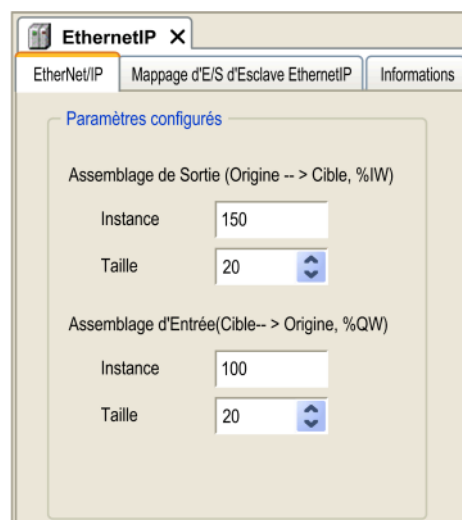 EthernetIP X
EtherNet/IP Mappage d'E/S d'Esclave EthernetIP Informations
Paramètres configurés
Assemblage de Sortie (Origine -- > Cible, %IW)
Instance 150
Taille 20
Assemblage d'Entrée(Cible-- > Origine, %QW)
Instance 100
Taille 20